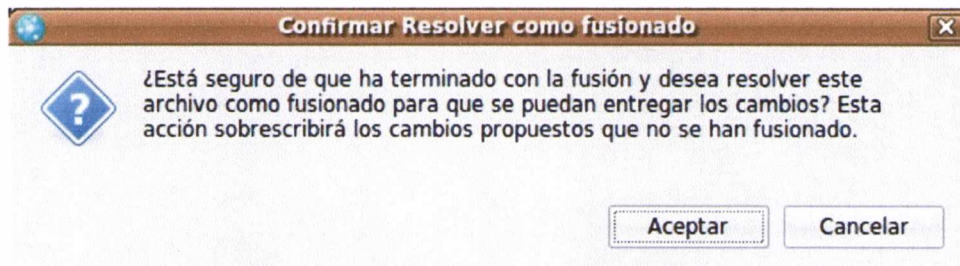 Confirmar Resolver como fusionado
¿Está seguro de que ha terminado con la fusión y desea resolver este
archivo como fusionado para que se puedan entregar los cambios? Esta
acción sobrescribirá los cambios propuestos que no se han fusionado.
Aceptar
Cancelar